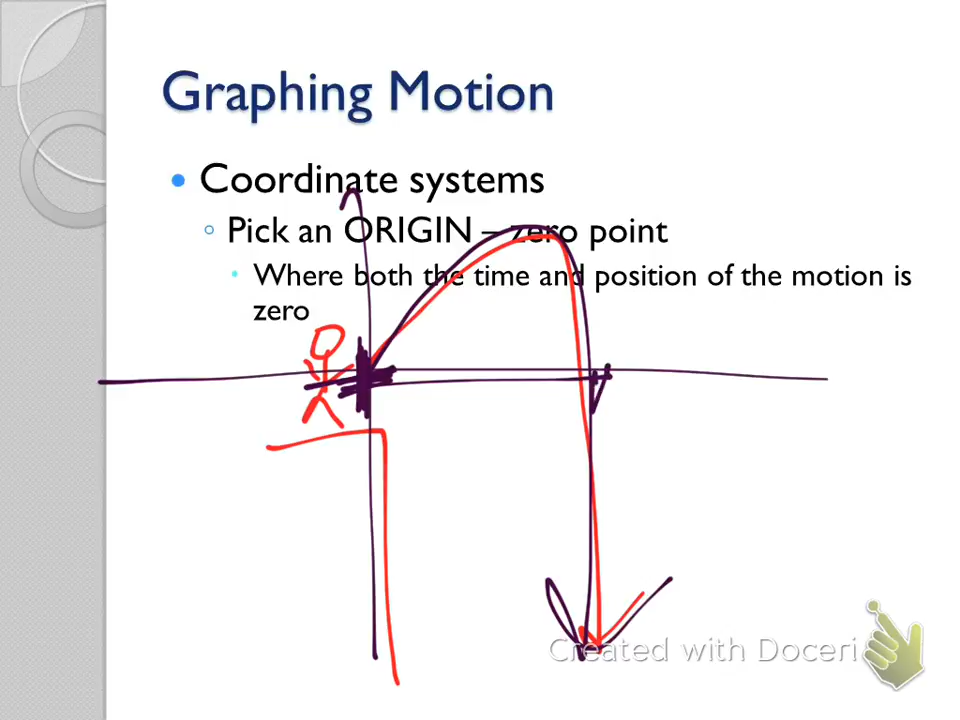 Graphing Motion
Coordinate systems
Pick an ORIGIN – zero point
Where both the time and position of the motion is
zero
Created with Doceri